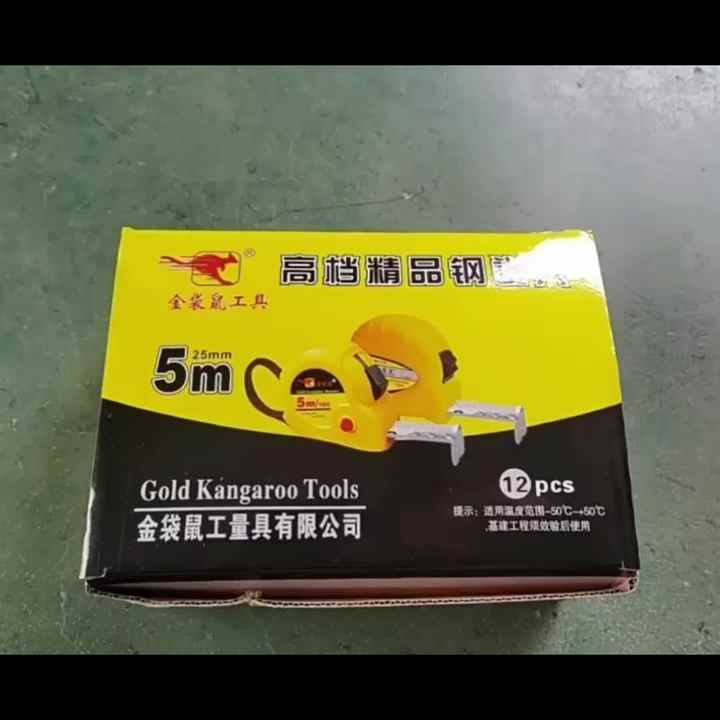 ®
金袋鼠工具
高档精品钢
25mm
5m
5m
Gold Kangaroo Tools
金袋鼠工量具有限公司
12pcs
提示：适用温度范围-50℃~+50℃
.基建工程须效验后使用